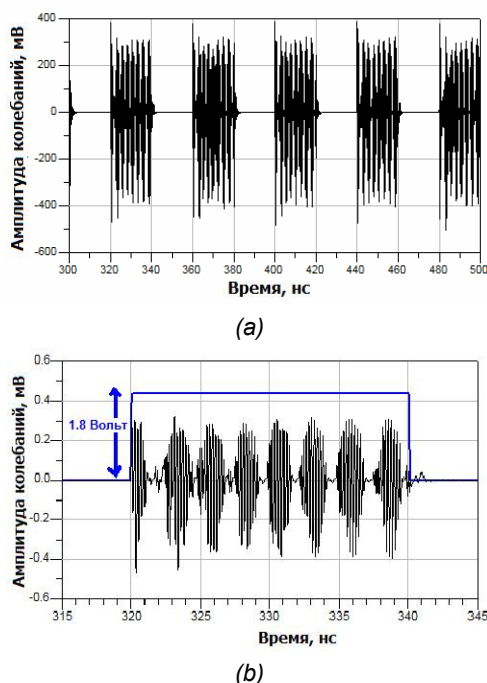 Амплитуда колебаний, мВ
400
200
0
-200
-400
-600
300 320 340 360 380 400 420 440 460 480 500
Время, нс
(a)
Амплитуда колебаний, мВ
0.6
0.4
0.2
0.0
-0.2
-0.4
-0.6
1.8 Вольт
315 320 325 330 335 340 345
Время, нс
(b)